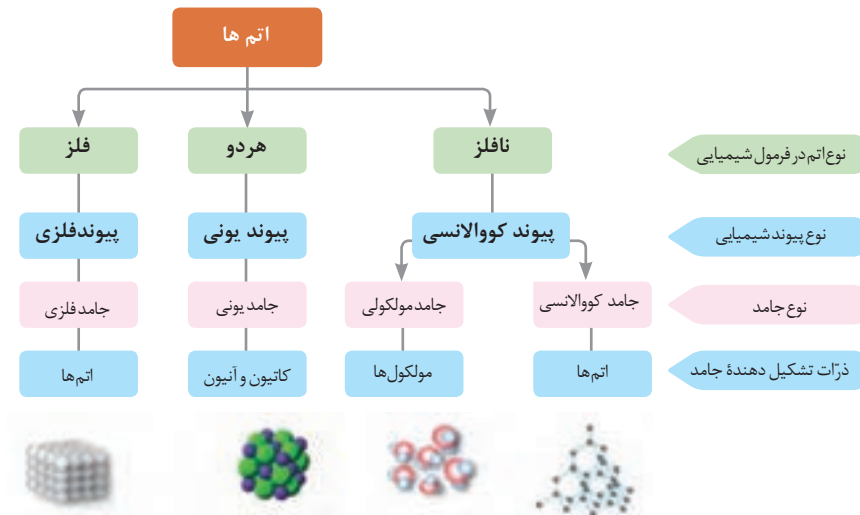 اتم ها
نوع اتم در فرمول شیمیایی
نافلز
هردو
فلز
نوع پیوند شیمیایی
پیوند کووالانسی
پیوند یونی
پیوند فلزی
نوع جامد
جامد کووالانسی
جامد مولکولی
جامد یونی
جامد فلزی
ذرّات تشکیل دهندهٔ جامد
اتم‌ها
مولکول‌ها
کاتیون و آنیون
اتم‌ها